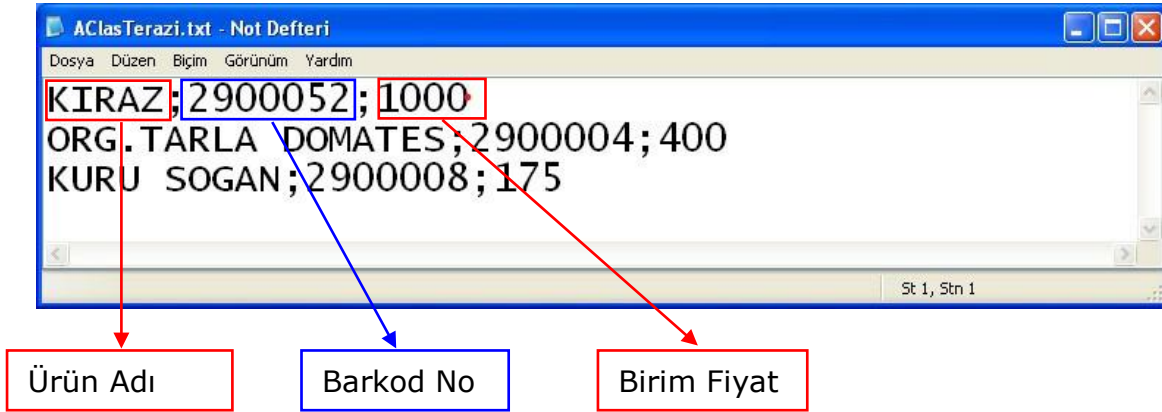 AClasTerazi.txt - Not Defteri
Dosya Düzen Biçim Görünüm Yardım
KIRAZ;2900052;1000
ORG.TARLA DOMATES;2900004;400
KURU SOGAN;2900008;175
St 1, Stn 1
Ürün Adı Barkod No Birim Fiyat